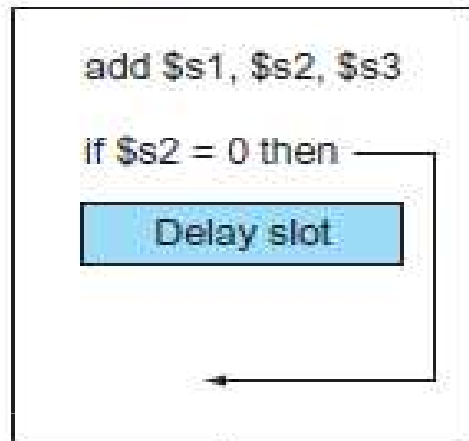 add $s1, $s2, $s3
if $s2 = 0 then
Delay slot